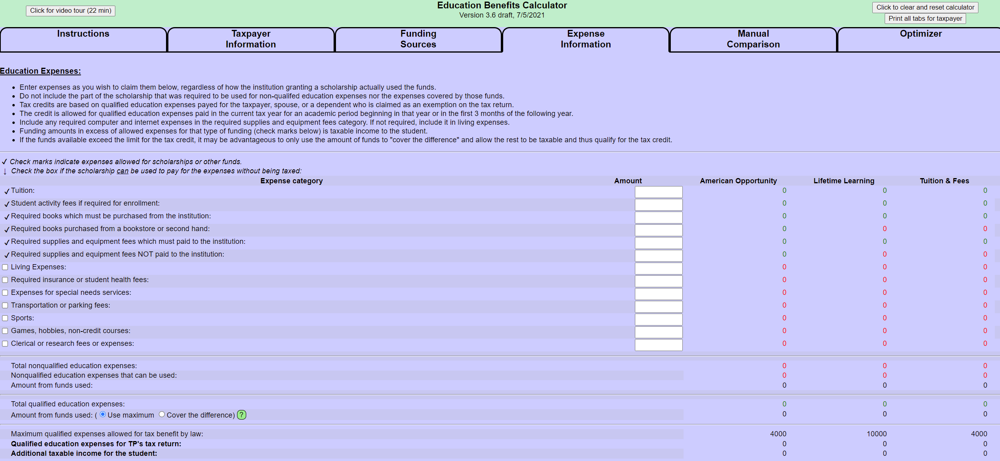 Click for video tour (22 min)
Education Benefits Calculator
Version 3.6 draft, 7/5/2021
Click to clear and reset calculator
Print all tabs for taxpayer
Instructions
Taxpayer
Information
Funding
Sources
Expense
Information
Manual
Comparison
Optimizer
Education Expenses:
• Enter expenses as you wish to claim them below, regardless of how the institution granting a scholarship actually used the funds.
• Do not include the part of the scholarship that was required to be used for non-qualifed education expenses nor the expenses covered by those funds.
• Tax credits are based on qualified education expenses payed for the taxpayer, spouse, or a dependent who is claimed as an exemption on the tax return.
• The credit is allowed for qualified education expenses paid in the current tax year for an academic period beginning in that year or in the first 3 months of the following year.
• Include any required computer and internet expenses in the required supplies and equipment fees category. If not required, include it in living expenses.
• Funding amounts in excess of allowed expenses for that type of funding (check marks below) is taxable income to the student.
• If the funds available exceed the limit for the tax credit, it may be advantageous to only use the amount of funds to "cover the difference" and allow the rest to be taxable and thus qualify for the tax credit.
✓ Check marks indicate expenses allowed for scholarships or other funds.
↓ Check the box if the scholarship can be used to pay for the expenses without being taxed:
Expense category Amount American Opportunity Lifetime Learning Tuition & Fees
✓ Tuition: 0 0 0
✓ Student activity fees if required for enrollment: 0 0 0
✓ Required books which must be purchased from the institution: 0 0 0
✓ Required books purchased from a bookstore or second hand: 0 0 0
✓ Required supplies and equipment fees which must paid to the institution: 0 0 0
✓ Required supplies and equipment fees NOT paid to the institution: 0 0 0
Living Expenses: 0 0 0
Required insurance or student health fees: 0 0 0
Expenses for special needs services: 0 0 0
Transportation or parking fees: 0 0 0
Sports: 0 0 0
Games, hobbies, non-credit courses: 0 0 0
Clerical or research fees or expenses: 0 0 0
Total nonqualified education expenses: 0 0 0
Nonqualified education expenses that can be used: 0 0 0
Amount from funds used: 0 0 0
Total qualified education expenses: 0 0 0
Amount from funds used: ( Use maximum Cover the difference) ? 0 0 0
Maximum qualified expenses allowed for tax benefit by law: 4000 10000 4000
Qualified education expenses for TP's tax return: 0 0 0
Additional taxable income for the student: 0 0 0